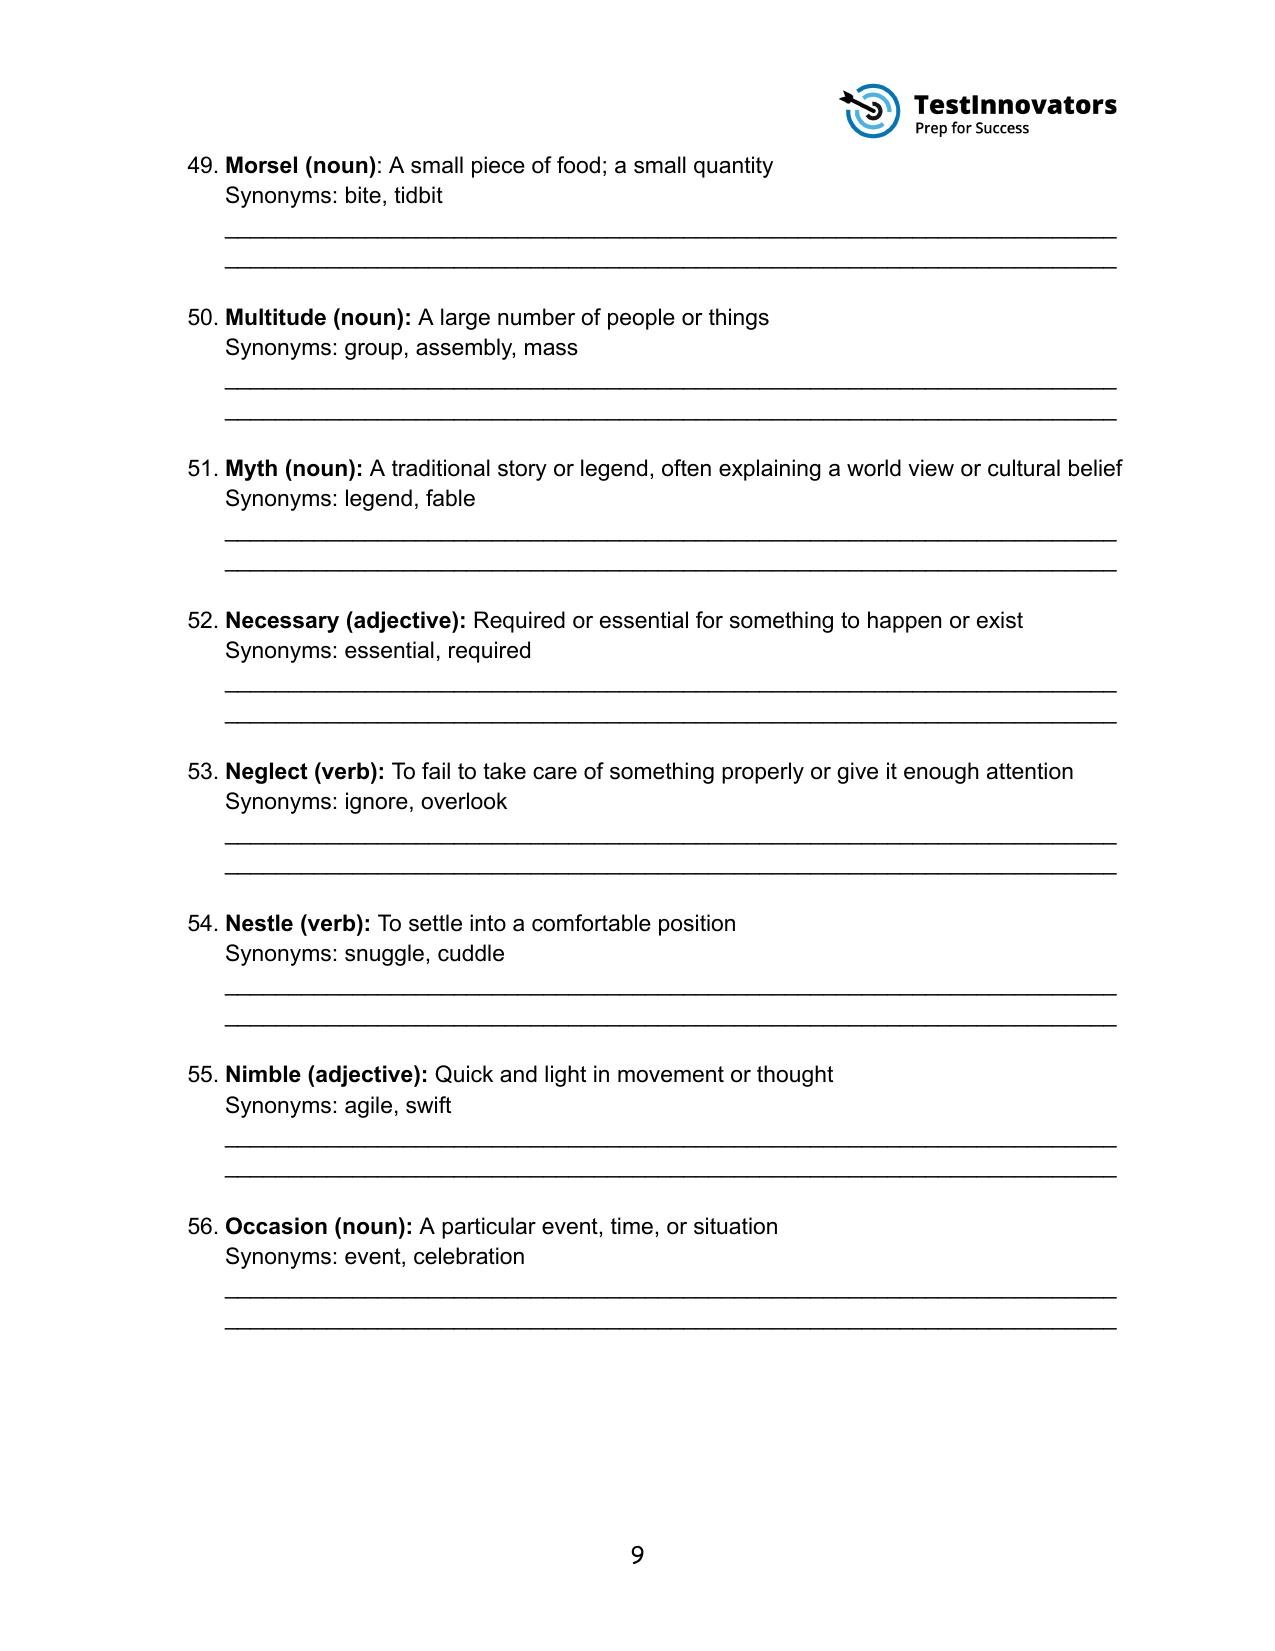 TestInnovators
Prep for Success
49. Morsel (noun): A small piece of food; a small quantity
Synonyms: bite, tidbit
50. Multitude (noun): A large number of people or things
Synonyms: group, assembly, mass
51. Myth (noun): A traditional story or legend, often explaining a world view or cultural belief
Synonyms: legend, fable
52. Necessary (adjective): Required or essential for something to happen or exist
Synonyms: essential, required
53. Neglect (verb): To fail to take care of something properly or give it enough attention
Synonyms: ignore, overlook
54. Nestle (verb): To settle into a comfortable position
Synonyms: snuggle, cuddle
55. Nimble (adjective): Quick and light in movement or thought
Synonyms: agile, swift
56. Occasion (noun): A particular event, time, or situation
Synonyms: event, celebration
9